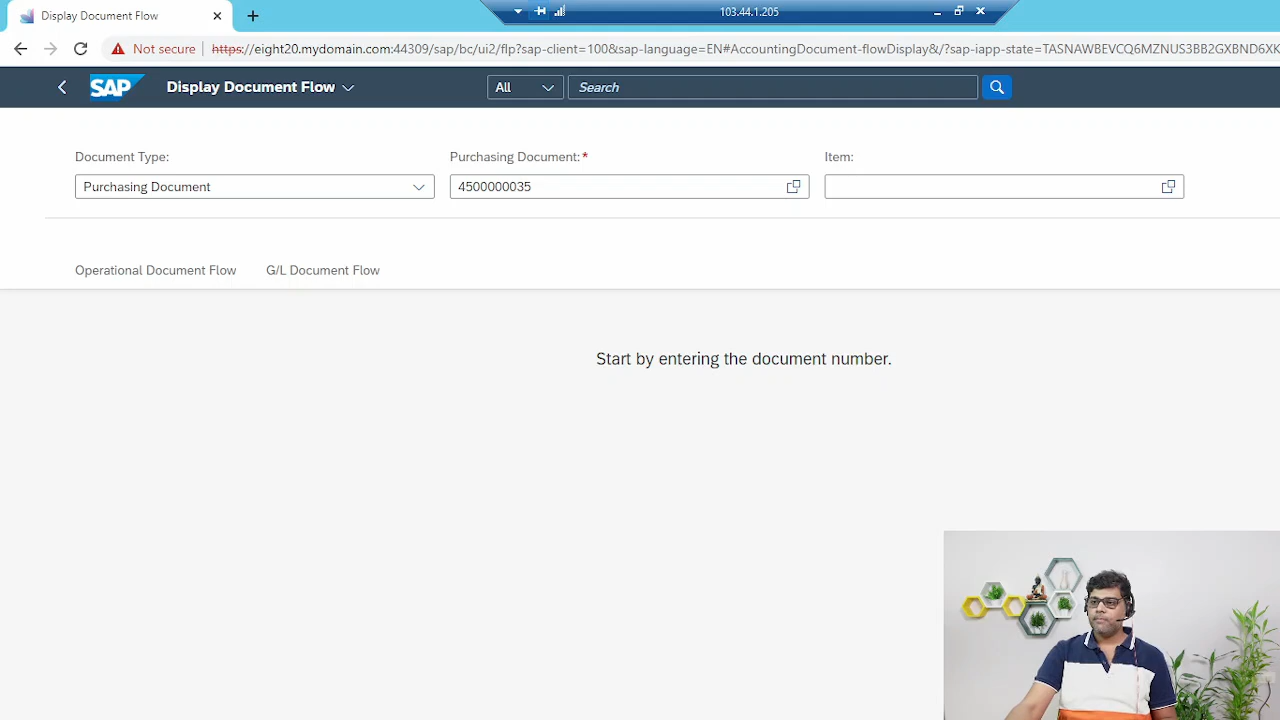 Display Document Flow
103.44.1.205
Not secure https://eight20.mydomain.com:44309/sap/bc/ui2/flp?sap-client=100&sap-language=EN#AccountingDocument-flowDisplay&/?sap-iapp-state=TASNAWBEVCQ6MZNUS3BB2GXBND6XK
SAP Display Document Flow All Search
Document Type: Purchasing Document:* Item:
Purchasing Document 4500000035
Operational Document Flow G/L Document Flow
Start by entering the document number.